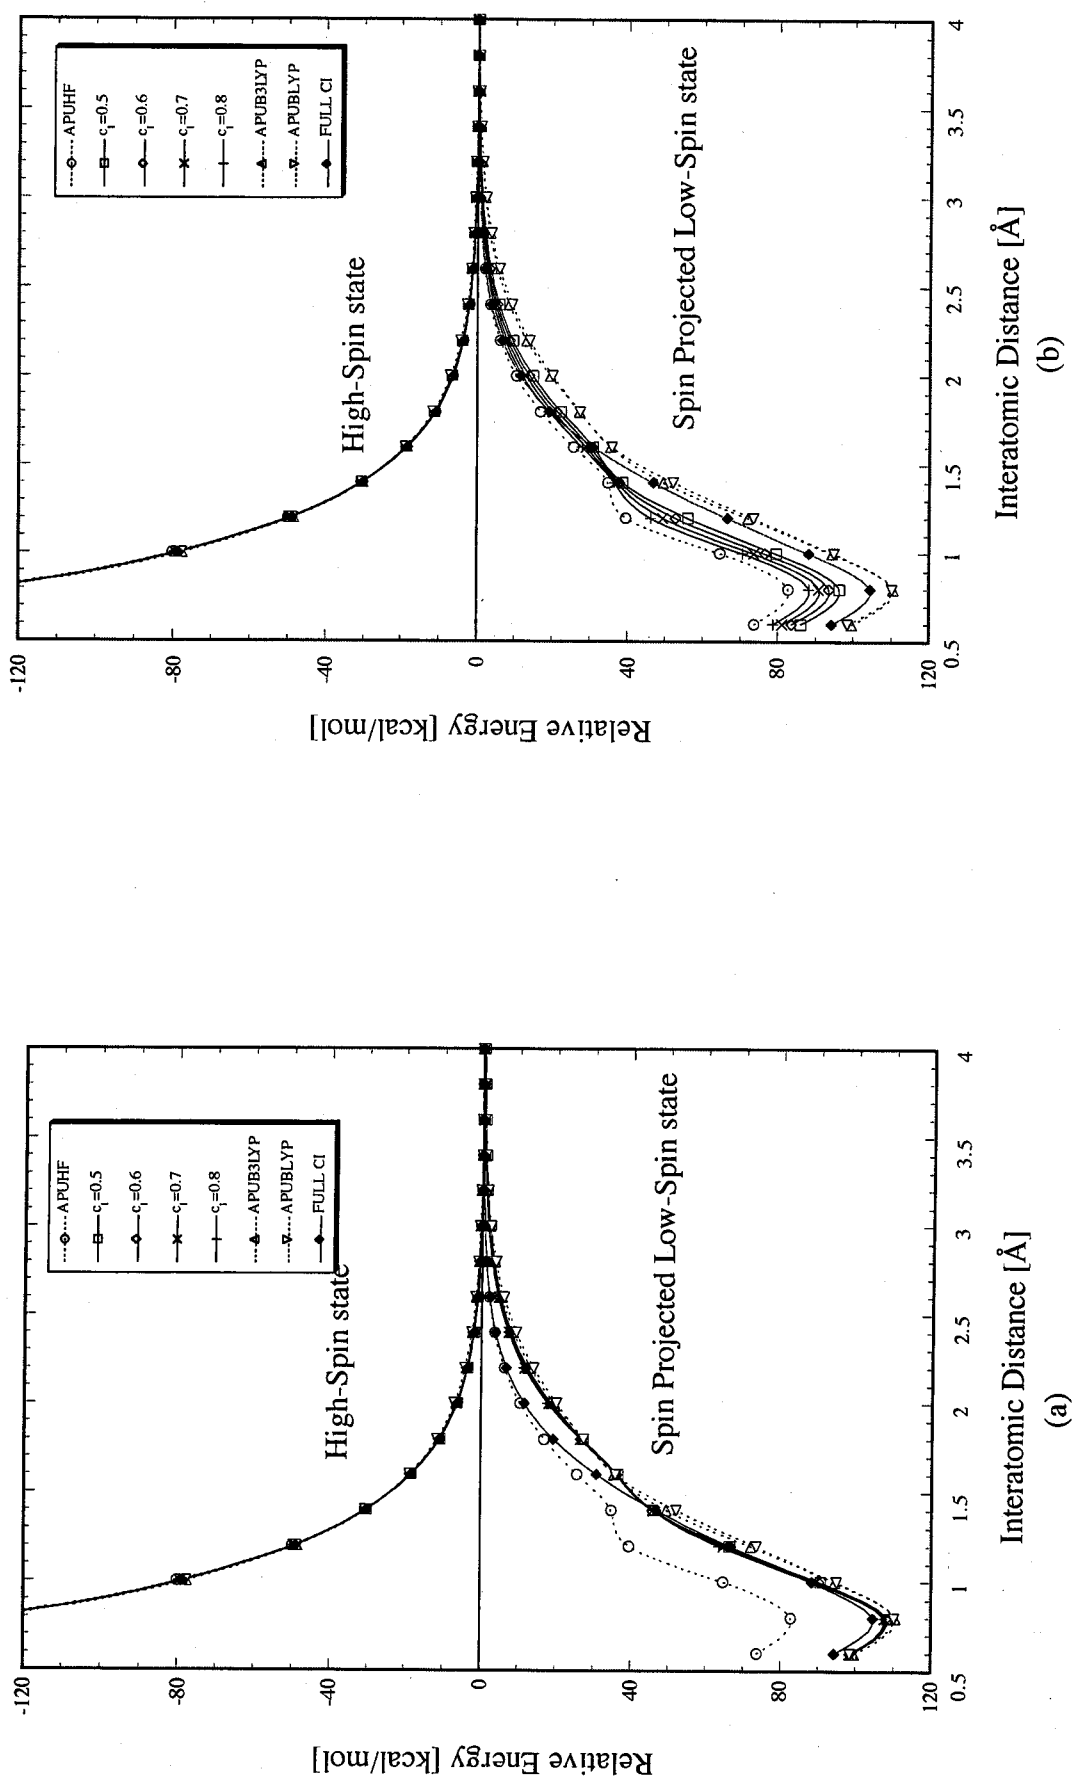 APUHF
c_i=0.5
c_i=0.6
c_i=0.7
c_i=0.8
APUB3LYP
APUBLYP
FULL CI
High-Spin state
Spin Projected Low-Spin state
-120
-80
-40
0
40
80
120
0.5
1
1.5
2
2.5
3
3.5
4
Relative Energy [kcal/mol]
Interatomic Distance [Å]
(a)
APUHF
c_i=0.5
c_i=0.6
c_i=0.7
c_i=0.8
APUB3LYP
APUBLYP
FULL CI
High-Spin state
Spin Projected Low-Spin state
-120
-80
-40
0
40
80
120
0.5
1
1.5
2
2.5
3
3.5
4
Relative Energy [kcal/mol]
Interatomic Distance [Å]
(b)